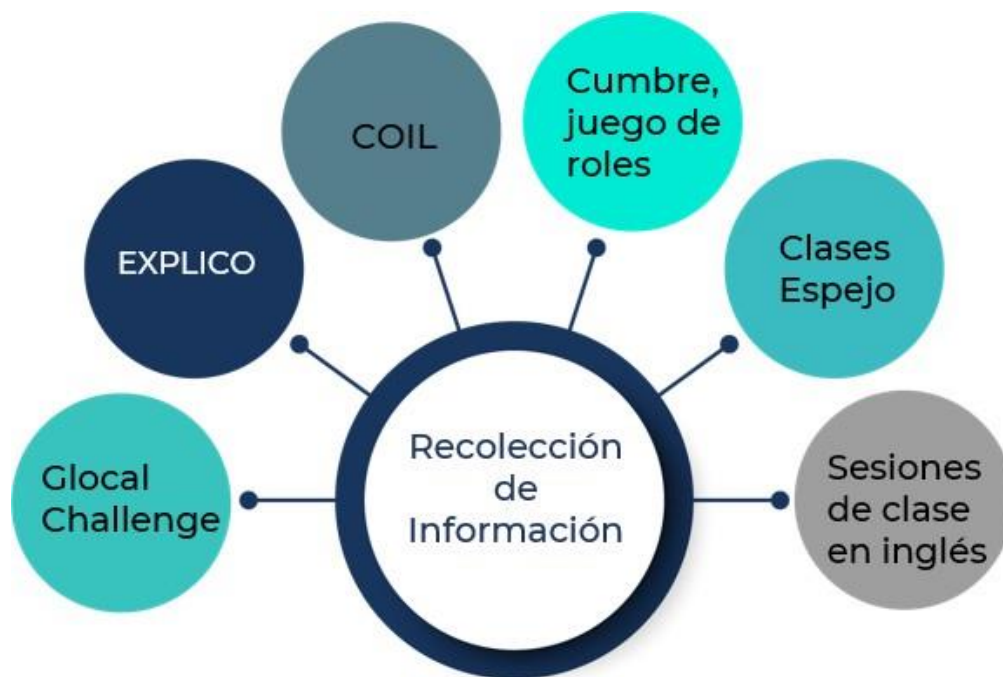 Cumbre,
juego de
roles
COIL
Clases
Espejo
EXPLICO
Recolección
de
Información
Glocal
Challenge
Sesiones
de clase
en inglés